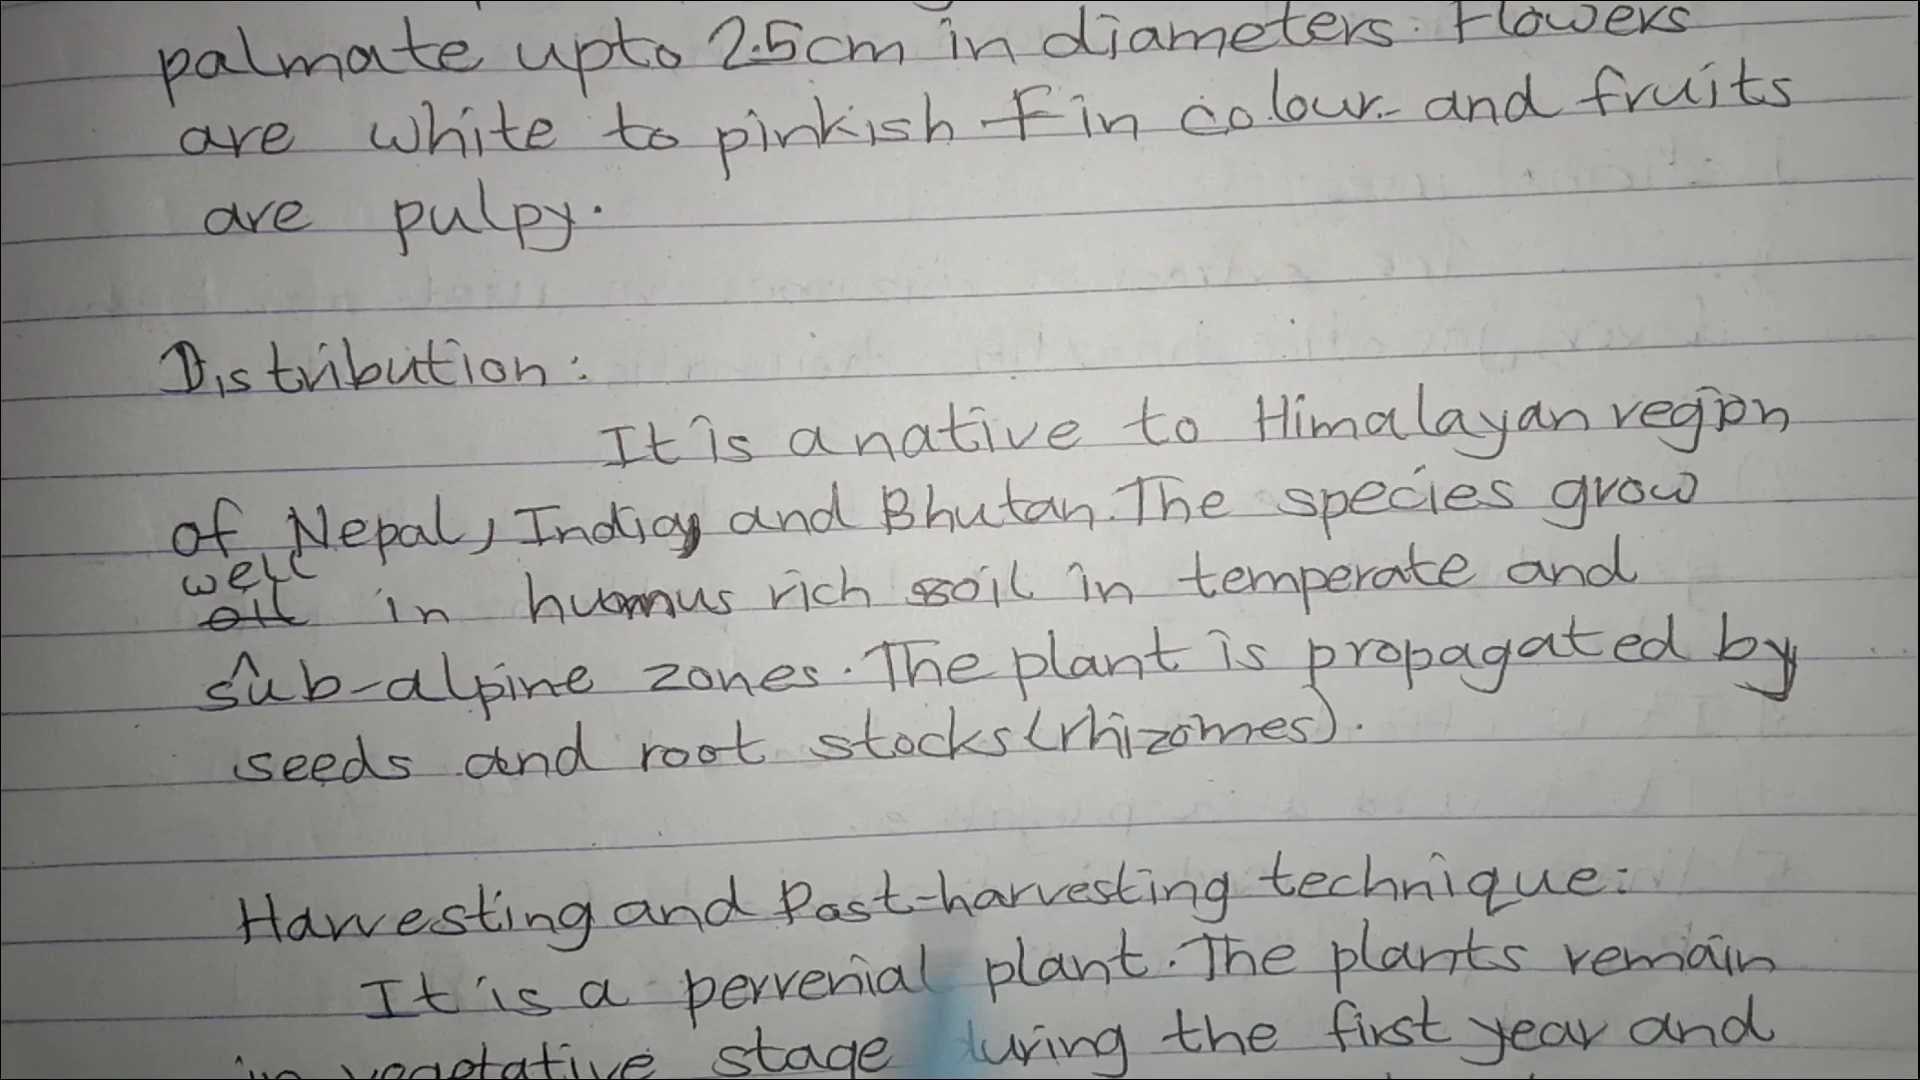 palmate upto 2.5cm in diameters. Flowers
are white to pinkish F in colour and fruits
are pulpy.
Distribution:
It is a native to Himalayan region
of Nepal, India, and Bhutan. The species grow
well
in humus rich soil in temperate and
sub-alpine zones. The plant is propagated by
seeds and root stocks (rhizomes).
Harvesting and Post-harvesting technique:
It is a perrenial plant. The plants remain
in vegetative stage during the first year and